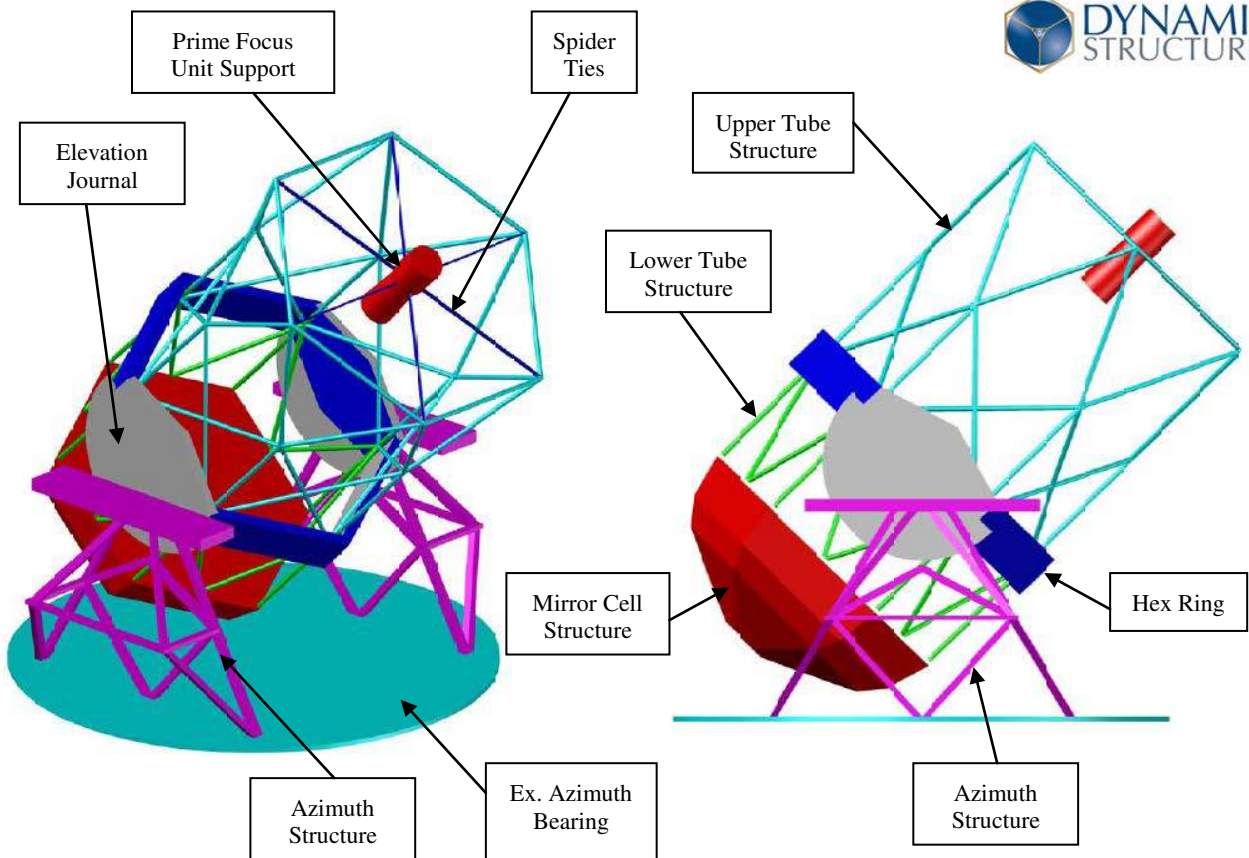 Prime Focus
Unit Support
Spider
Ties
DYNAMI
STRUCTUR
Elevation
Journal
Upper Tube
Structure
Lower Tube
Structure
Mirror Cell
Structure
Hex Ring
Azimuth
Structure
Ex. Azimuth
Bearing
Azimuth
Structure